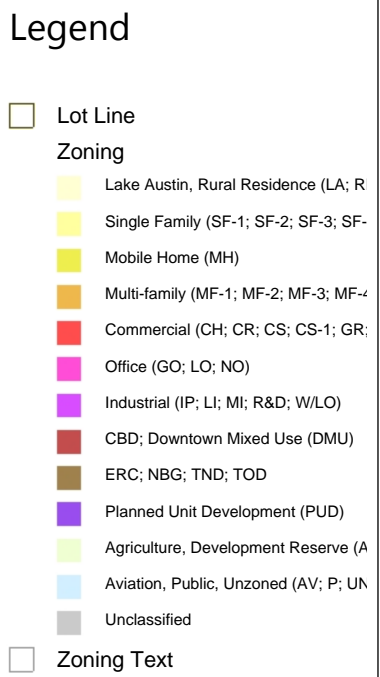 Legend
Lot Line
Zoning
Lake Austin, Rural Residence (LA; R
Single Family (SF-1; SF-2; SF-3; SF-
Mobile Home (MH)
Multi-family (MF-1; MF-2; MF-3; MF-4
Commercial (CH; CR; CS; CS-1; GR;
Office (GO; LO; NO)
Industrial (IP; LI; MI; R&D; W/LO)
CBD; Downtown Mixed Use (DMU)
ERC; NBG; TND; TOD
Planned Unit Development (PUD)
Agriculture, Development Reserve (A
Aviation, Public, Unzoned (AV; P; UN
Unclassified
Zoning Text